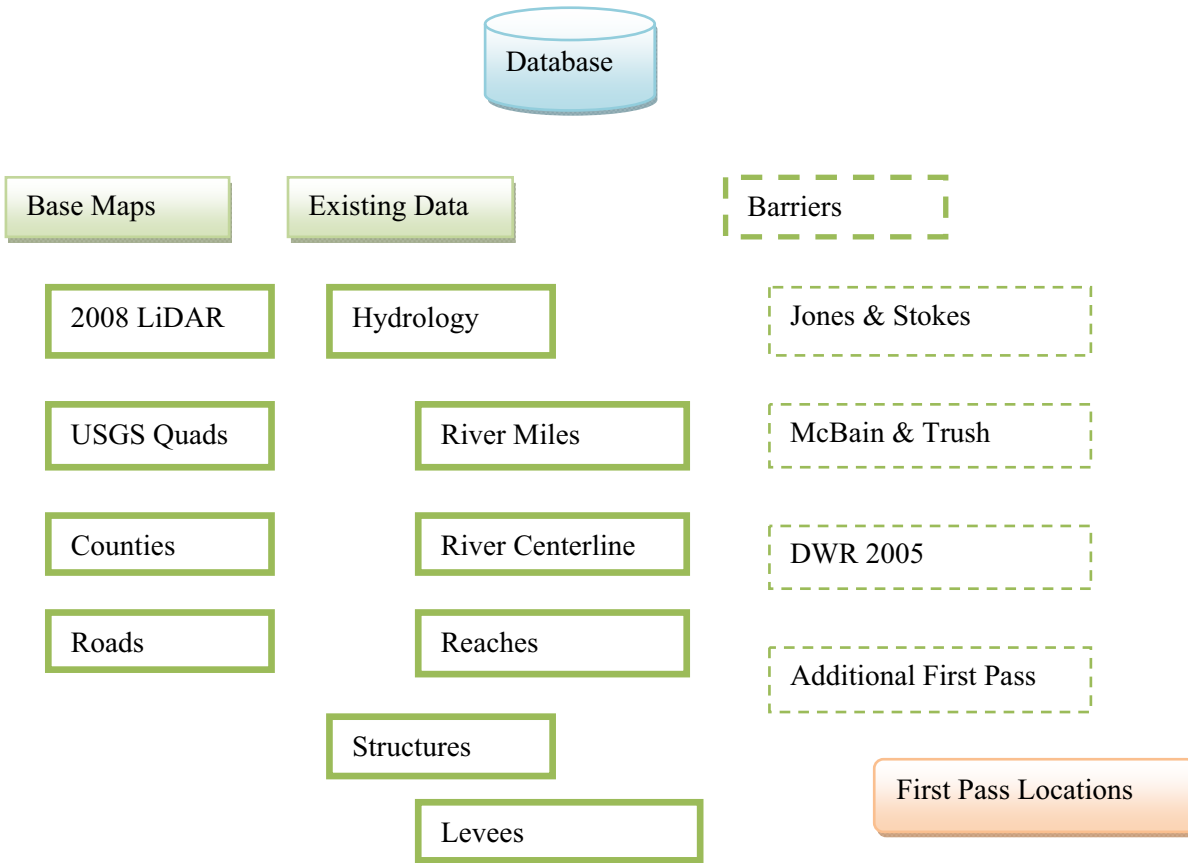 Database
Base Maps
Existing Data
Barriers
2008 LiDAR
Hydrology
Jones & Stokes
USGS Quads
River Miles
McBain & Trush
Counties
River Centerline
DWR 2005
Roads
Reaches
Additional First Pass
Structures
First Pass Locations
Levees